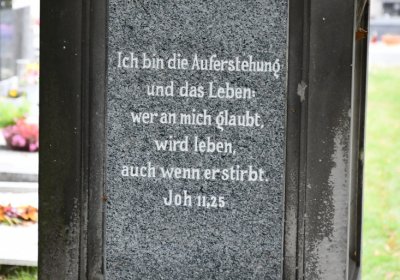 Ich bin die Auferstehung
und das Leben:
wer an mich glaubt,
wird leben,
auch wenn er stirbt.
Joh 11,25